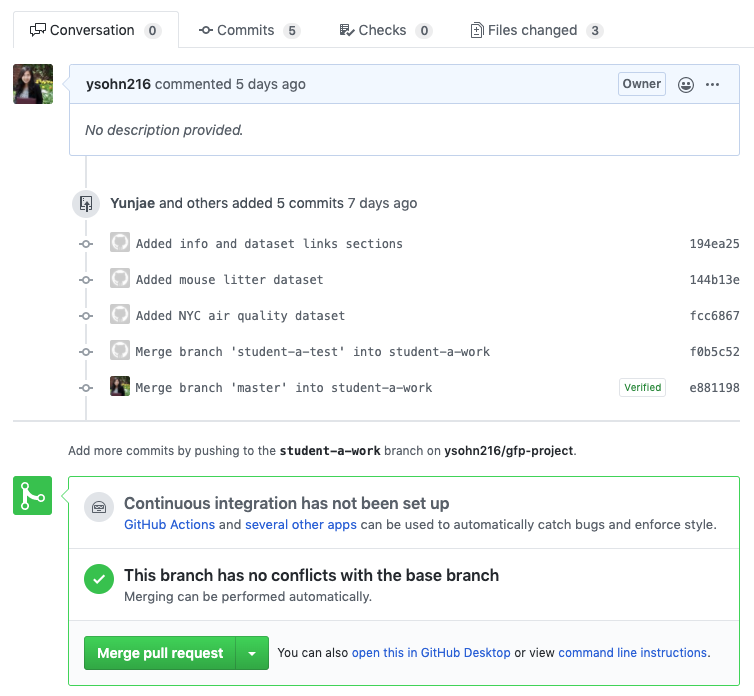 Conversation 0 Commits 5 Checks 0 Files changed 3
ysohn216 commented 5 days ago Owner
No description provided.
Yunjae and others added 5 commits 7 days ago
Added info and dataset links sections 194ea25
Added mouse litter dataset 144b13e
Added NYC air quality dataset fcc6867
Merge branch 'student-a-test' into student-a-work f0b5c52
Merge branch 'master' into student-a-work Verified e881198
Add more commits by pushing to the student-a-work branch on ysohn216/gfp-project.
Continuous integration has not been set up
GitHub Actions and several other apps can be used to automatically catch bugs and enforce style.
This branch has no conflicts with the base branch
Merging can be performed automatically.
Merge pull request You can also open this in GitHub Desktop or view command line instructions.